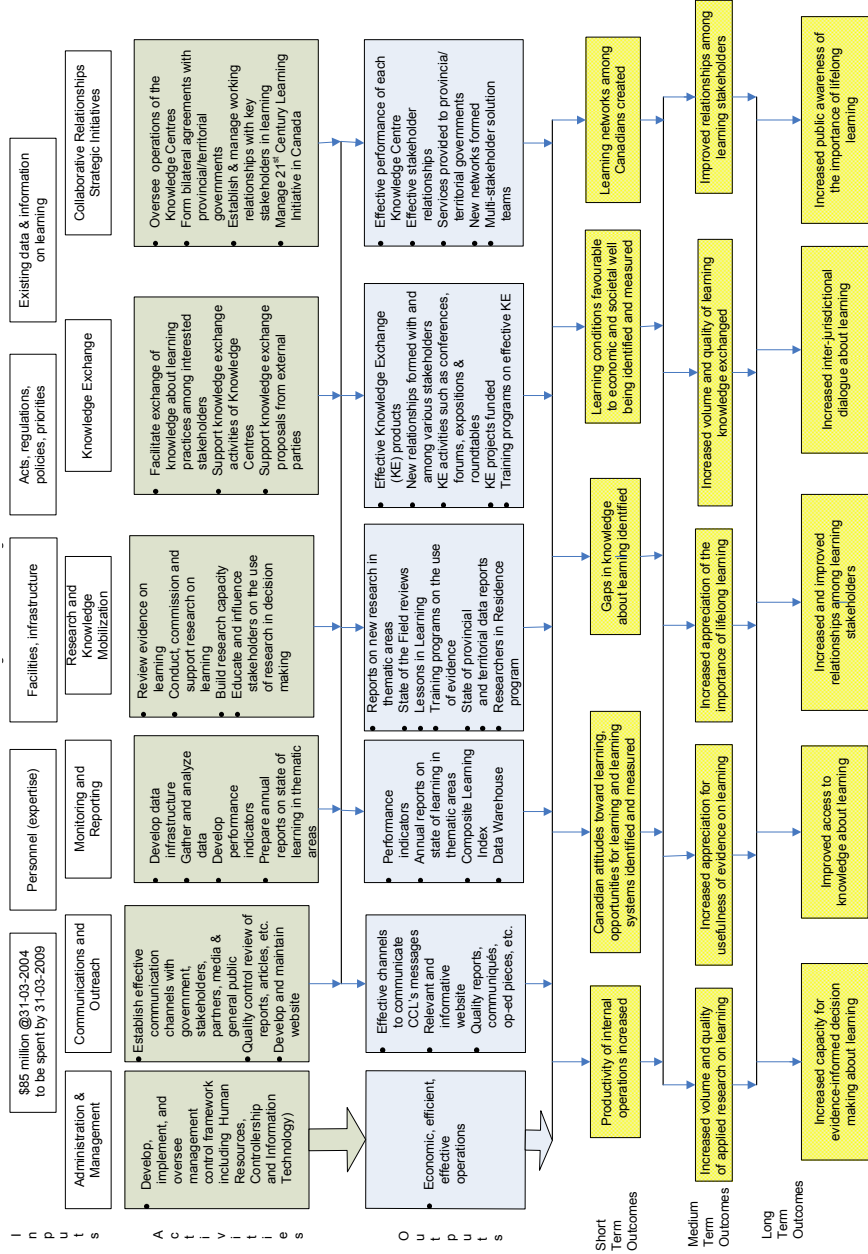 I
n
p
u
t
s
$85 million @31-03-2004
to be spent by 31-03-2009
Personnel (expertise)
Facilities, infrastructure
Acts, regulations,
policies, priorities
Existing data & information
on learning
Administration &
Management
Communications and
Outreach
Monitoring and
Reporting
Research and
Knowledge
Mobilization
Knowledge Exchange
Collaborative Relationships
Strategic Initiatives
A
c
t
i
v
i
t
i
e
s
• Develop,
implement, and
oversee
management
control framework
including Human
Resources,
Controllership
and Information
Technology)
• Establish effective
communication
channels with
government,
stakeholders,
partners, media &
general public
• Quality control review of
reports, articles, etc.
• Develop and maintain
website
• Develop data
infrastructure
• Gather and analyze
data
• Develop
performance
indicators
• Prepare annual
reports on state of
learning in thematic
areas
• Review evidence on
learning
• Conduct, commission and
support research on
learning
• Build research capacity
• Educate and influence
stakeholders on the use
of research in decision
making
• Facilitate exchange of
knowledge about learning
practices among interested
stakeholders
• Support knowledge exchange
activities of Knowledge
Centres
• Support knowledge exchange
proposals from external
parties
• Oversee operations of the
Knowledge Centres
• Form bilateral agreements with
provincial/territorial
governments
• Establish & manage working
relationships with key
stakeholders in learning
• Manage 21st Century Learning
Initiative in Canada
O
u
t
p
u
t
s
• Economic, efficient,
effective
operations
• Effective channels
to communicate
CCL's messages
• Relevant and
informative
website
• Quality reports,
communiqués,
op-ed pieces, etc.
• Performance
indicators
• Annual reports on
state of learning in
thematic areas
• Composite Learning
Index
• Data Warehouse
• Reports on new research in
thematic areas
• State of the Field reviews
• Lessons in Learning
• Training programs on the use
of evidence
• State of provincial
and territorial data reports
• Researchers in Residence
program
• Effective Knowledge Exchange
(KE) products
• New relationships formed with and
among various stakeholders
• KE activities such as conferences,
forums, expositions &
roundtables
• KE projects funded
• Training programs on effective KE
• Effective performance of each
Knowledge Centre
• Effective stakeholder
relationships
• Services provided to provincial/
territorial governments
• New networks formed
• Multi-stakeholder solution
teams
Short
Term
Outcomes
Productivity of internal
operations increased
Canadian attitudes toward learning,
opportunities for learning and learning
systems identified and measured
Gaps in knowledge
about learning identified
Learning conditions favourable
to economic and societal well
being identified and measured
Learning networks among
Canadians created
Medium
Term
Outcomes
Increased volume and quality
of applied research on learning
Increased appreciation for
usefulness of evidence on learning
Increased appreciation of the
importance of lifelong learning
Increased volume and quality of learning
knowledge exchanged
Improved relationships among
learning stakeholders
Long
Term
Outcomes
Increased capacity for
evidence-informed decision
making about learning
Improved access to
knowledge about learning
Increased and improved
relationships among learning
stakeholders
Increased inter-jurisdictional
dialogue about learning
Increased public awareness of
the importance of lifelong
learning